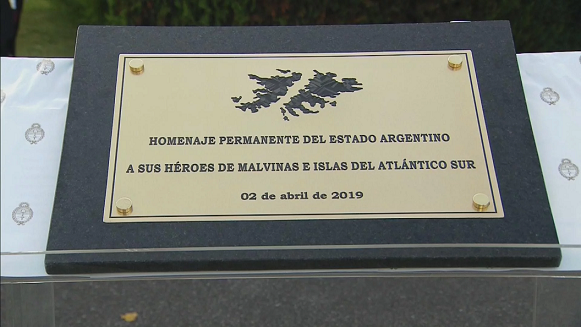 HOMENAJE PERMANENTE DEL ESTADO ARGENTINO
A SUS HÉROES DE MALVINAS E ISLAS DEL ATLÁNTICO SUR
02 de abril de 2019